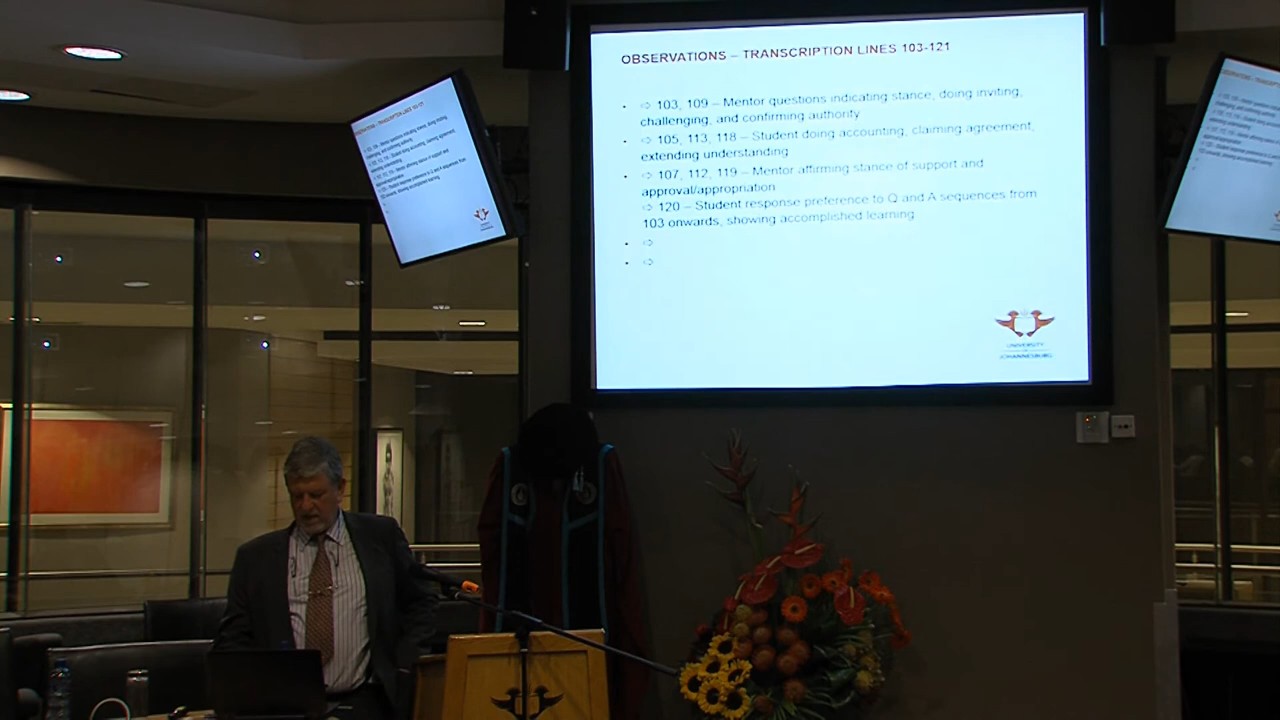 OBSERVATIONS – TRANSCRIPTION LINES 103-121
• ⇨ 103, 109 – Mentor questions indicating stance, doing inviting,
challenging, and confirming authority
• ⇨ 105, 113, 118 – Student doing accounting, claiming agreement,
extending understanding
• ⇨ 107, 112, 119 – Mentor affirming stance of support and
approval/appropriation
⇨ 120 – Student response preference to Q and A sequences from
103 onwards, showing accomplished learning
• ⇨
• ⇨
UNIVERSITY
OF
JOHANNESBURG